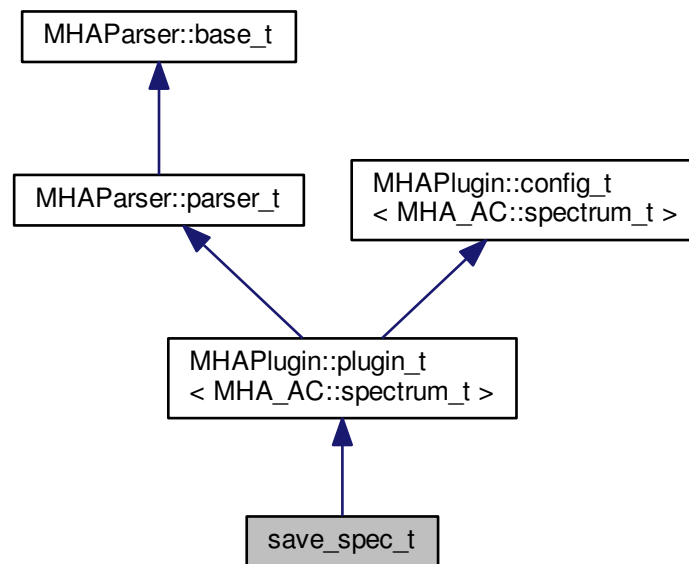 MHAParser::base_t
MHAParser::parser_t
MHAPlugin::config_t
< MHA_AC::spectrum_t >
MHAPlugin::plugin_t
< MHA_AC::spectrum_t >
save_spec_t